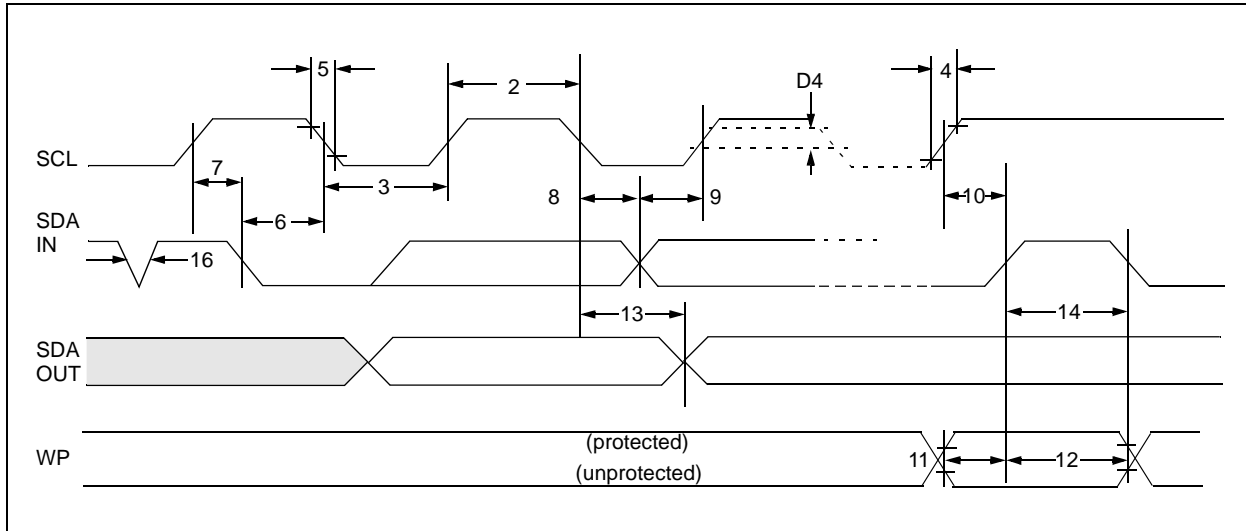 5
2
D4
4
SCL
7
3
8
9
10
6
SDA
IN
16
13
14
SDA
OUT
(protected)
WP
11
12
(unprotected)